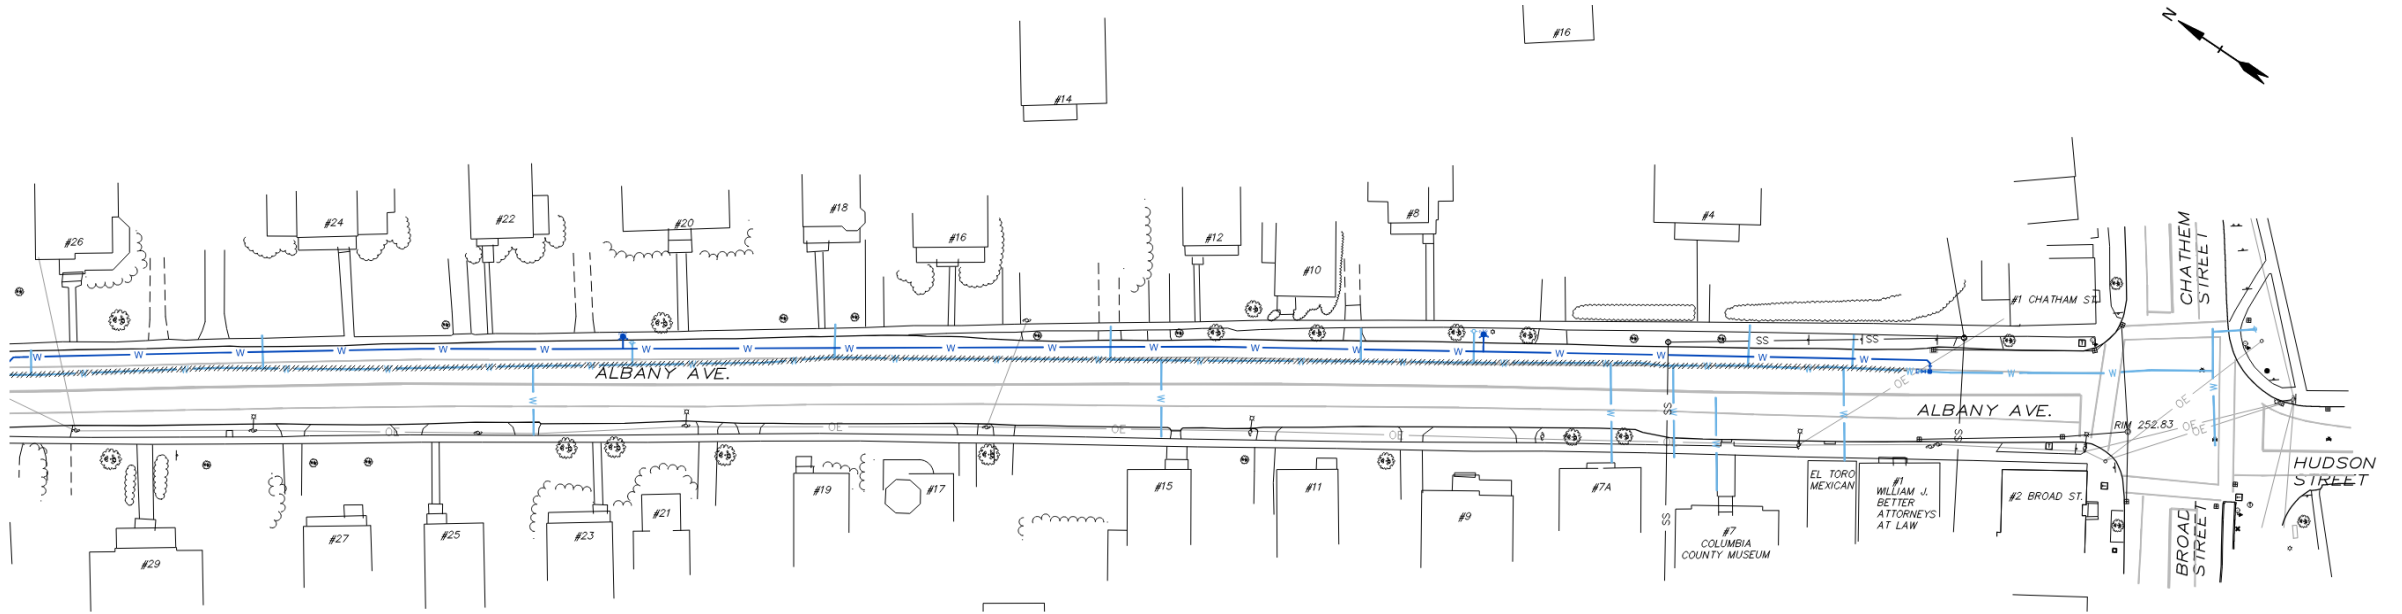 N
#16
#14
#26
#24
#22
#20
#18
#16
#12
#10
#8
#4
#1 CHATHAM ST.
CHATHEM
STREET
W W W W W W W W W W W W W W W W W W W
SS SS
ALBANY AVE.
W W W W W W W
OE
ALBANY AVE.
SS
SS
OE OE OE OE
RIM 252.83
OE
OE
OE
HUDSON
STREET
BROAD
STREET
#29
#27
#25
#23
#21
#19
#17
#15
#11
#9
#7A
SS
#7
COLUMBIA
COUNTY MUSEUM
EL TORO
MEXICAN
#1
WILLIAM J.
BETTER
ATTORNEYS
AT LAW
#2 BROAD ST.